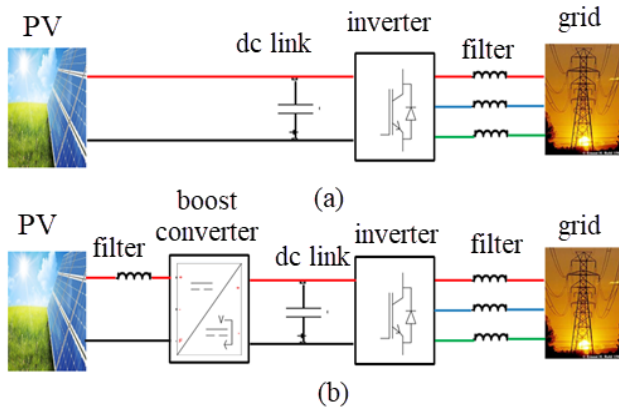 PV
dc link
inverter
filter
grid
(a)
PV
filter
boost
converter
dc link
inverter
filter
grid
(b)